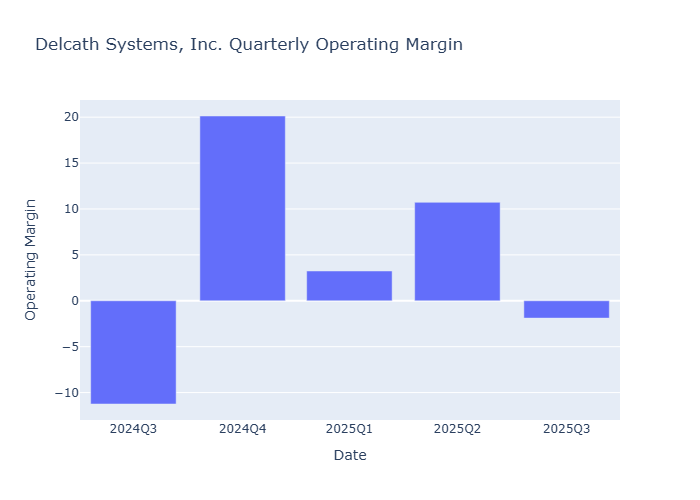 Delcath Systems, Inc. Quarterly Operating Margin
Operating Margin
20
15
10
5
0
−5
−10
2024Q3 2024Q4 2025Q1 2025Q2 2025Q3
Date